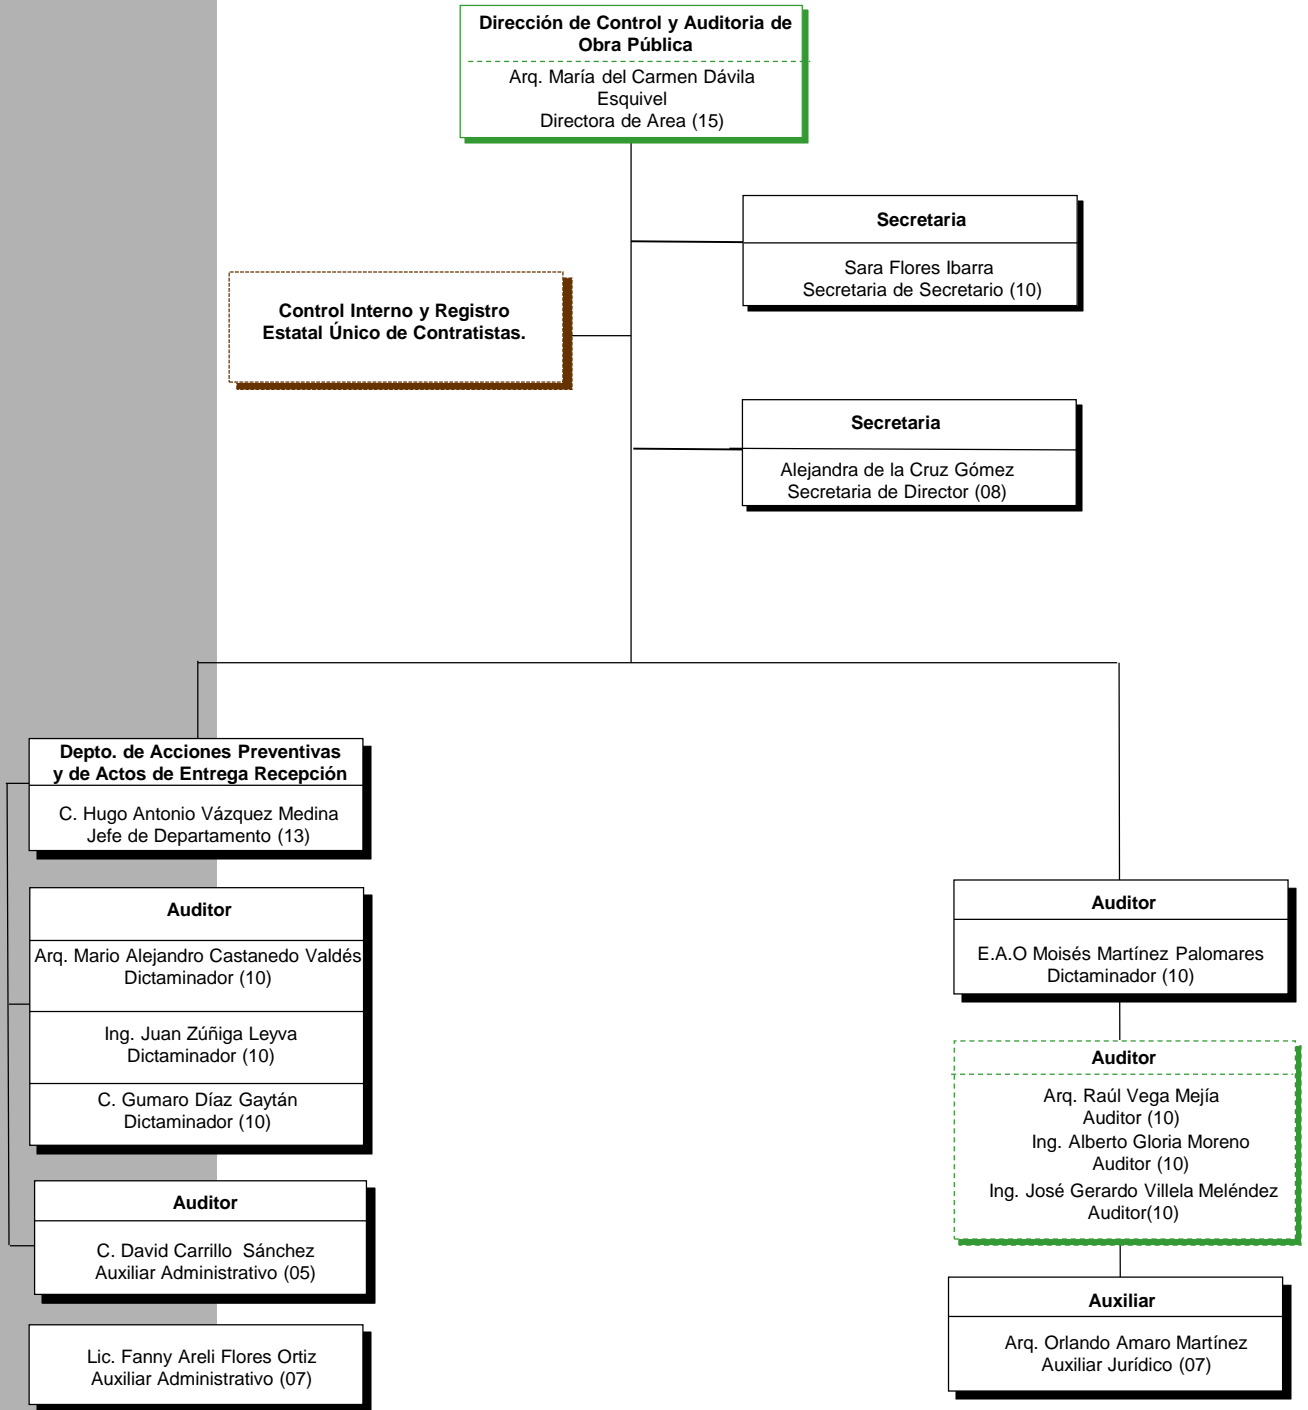 Dirección de Control y Auditoria de
Obra Pública
Arq. María del Carmen Dávila
Esquivel
Directora de Area (15)
Secretaria
Sara Flores Ibarra
Secretaria de Secretario (10)
Control Interno y Registro
Estatal Único de Contratistas.
Secretaria
Alejandra de la Cruz Gómez
Secretaria de Director (08)
Depto. de Acciones Preventivas
y de Actos de Entrega Recepción
C. Hugo Antonio Vázquez Medina
Jefe de Departamento (13)
Auditor
Arq. Mario Alejandro Castanedo Valdés
Dictaminador (10)
Ing. Juan Zúñiga Leyva
Dictaminador (10)
C. Gumaro Díaz Gaytán
Dictaminador (10)
Auditor
C. David Carrillo Sánchez
Auxiliar Administrativo (05)
Lic. Fanny Areli Flores Ortiz
Auxiliar Administrativo (07)
Auditor
E.A.O Moisés Martínez Palomares
Dictaminador (10)
Auditor
Arq. Raúl Vega Mejía
Auditor (10)
Ing. Alberto Gloria Moreno
Auditor (10)
Ing. José Gerardo Villela Meléndez
Auditor(10)
Auxiliar
Arq. Orlando Amaro Martínez
Auxiliar Jurídico (07)